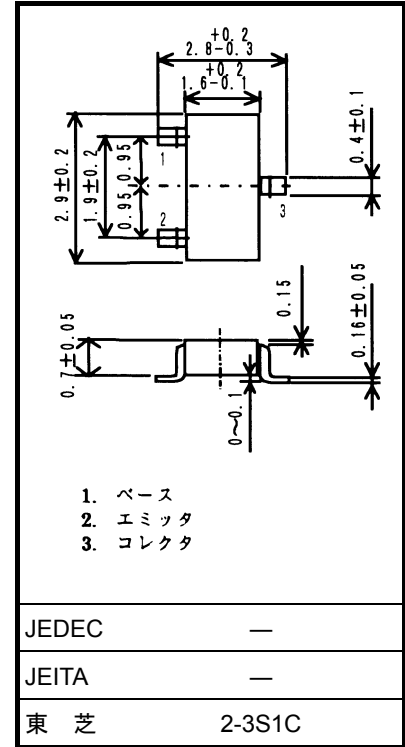 +0.2
2.8-0.3
+0.2
1.6-0.1
2.9±0.2
1.9±0.2
0.95
0.95
1
2
3
0.4±0.1
0.7±0.05
0.15
0.16±0.05
0~0.1
1. ベース
2. エミッタ
3. コレクタ
JEDEC —
JEITA —
東 芝 2-3S1C